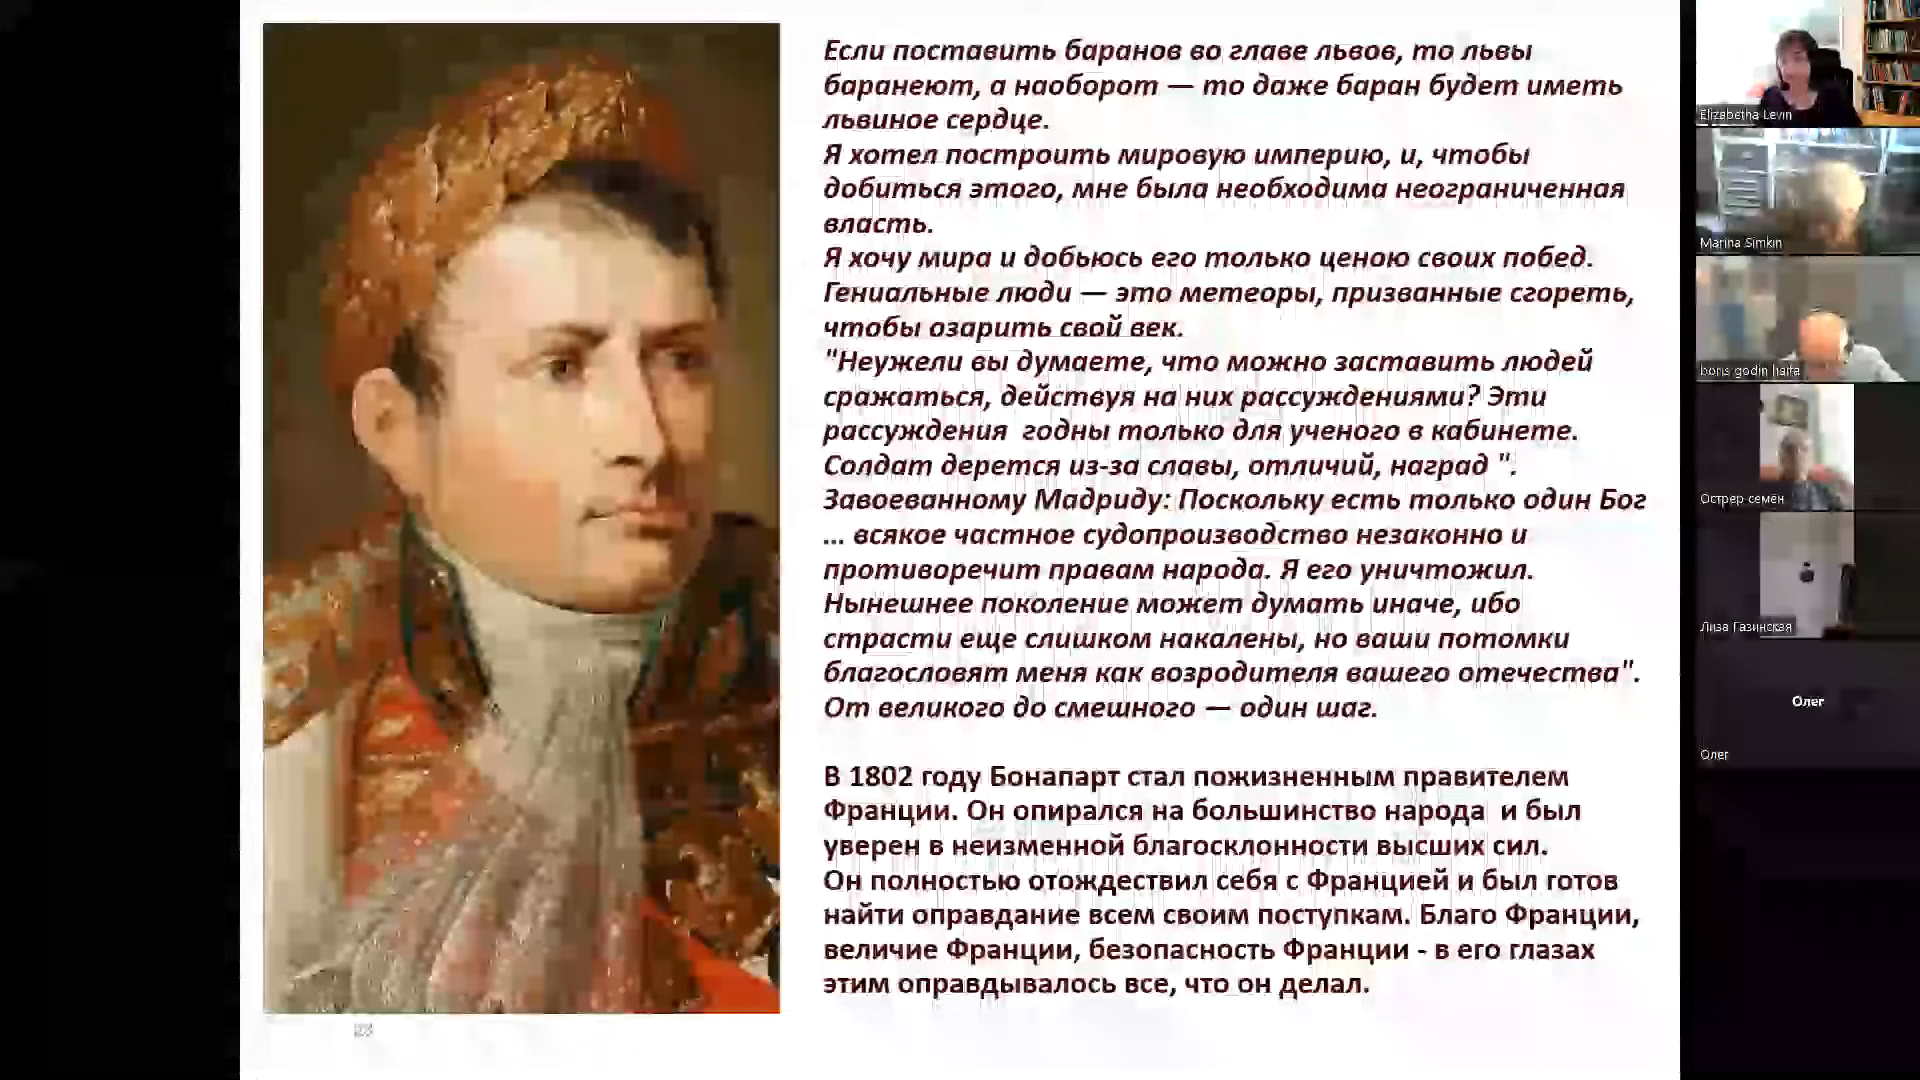 Если поставить баранов во главе львов, то львы
баранеют, а наоборот — то даже баран будет иметь
львиное сердце.
Я хотел построить мировую империю, и, чтобы
добиться этого, мне была необходима неограниченная
власть.
Я хочу мира и добьюсь его только ценою своих побед.
Гениальные люди — это метеоры, призванные сгореть,
чтобы озарить свой век.
"Неужели вы думаете, что можно заставить людей
сражаться, действуя на них рассуждениями? Эти
рассуждения  годны только для ученого в кабинете.
Солдат дерется из-за славы, отличий, наград ".
Завоеванному Мадриду: Поскольку есть только один Бог
... всякое частное судопроизводство незаконно и
противоречит правам народа. Я его уничтожил.
Нынешнее поколение может думать иначе, ибо
страсти еще слишком накалены, но ваши потомки
благословят меня как возродителя вашего отечества".
От великого до смешного — один шаг.
В 1802 году Бонапарт стал пожизненным правителем
Франции. Он опирался на большинство народа  и был
уверен в неизменной благосклонности высших сил.
Он полностью отождествил себя с Францией и был готов
найти оправдание всем своим поступкам. Благо Франции,
величие Франции, безопасность Франции - в его глазах
этим оправдывалось все, что он делал.
Elizabetha Levin
Marina Simkin
boris godin haifa
Острер семён
Лиза Газинская
Олег
Олег